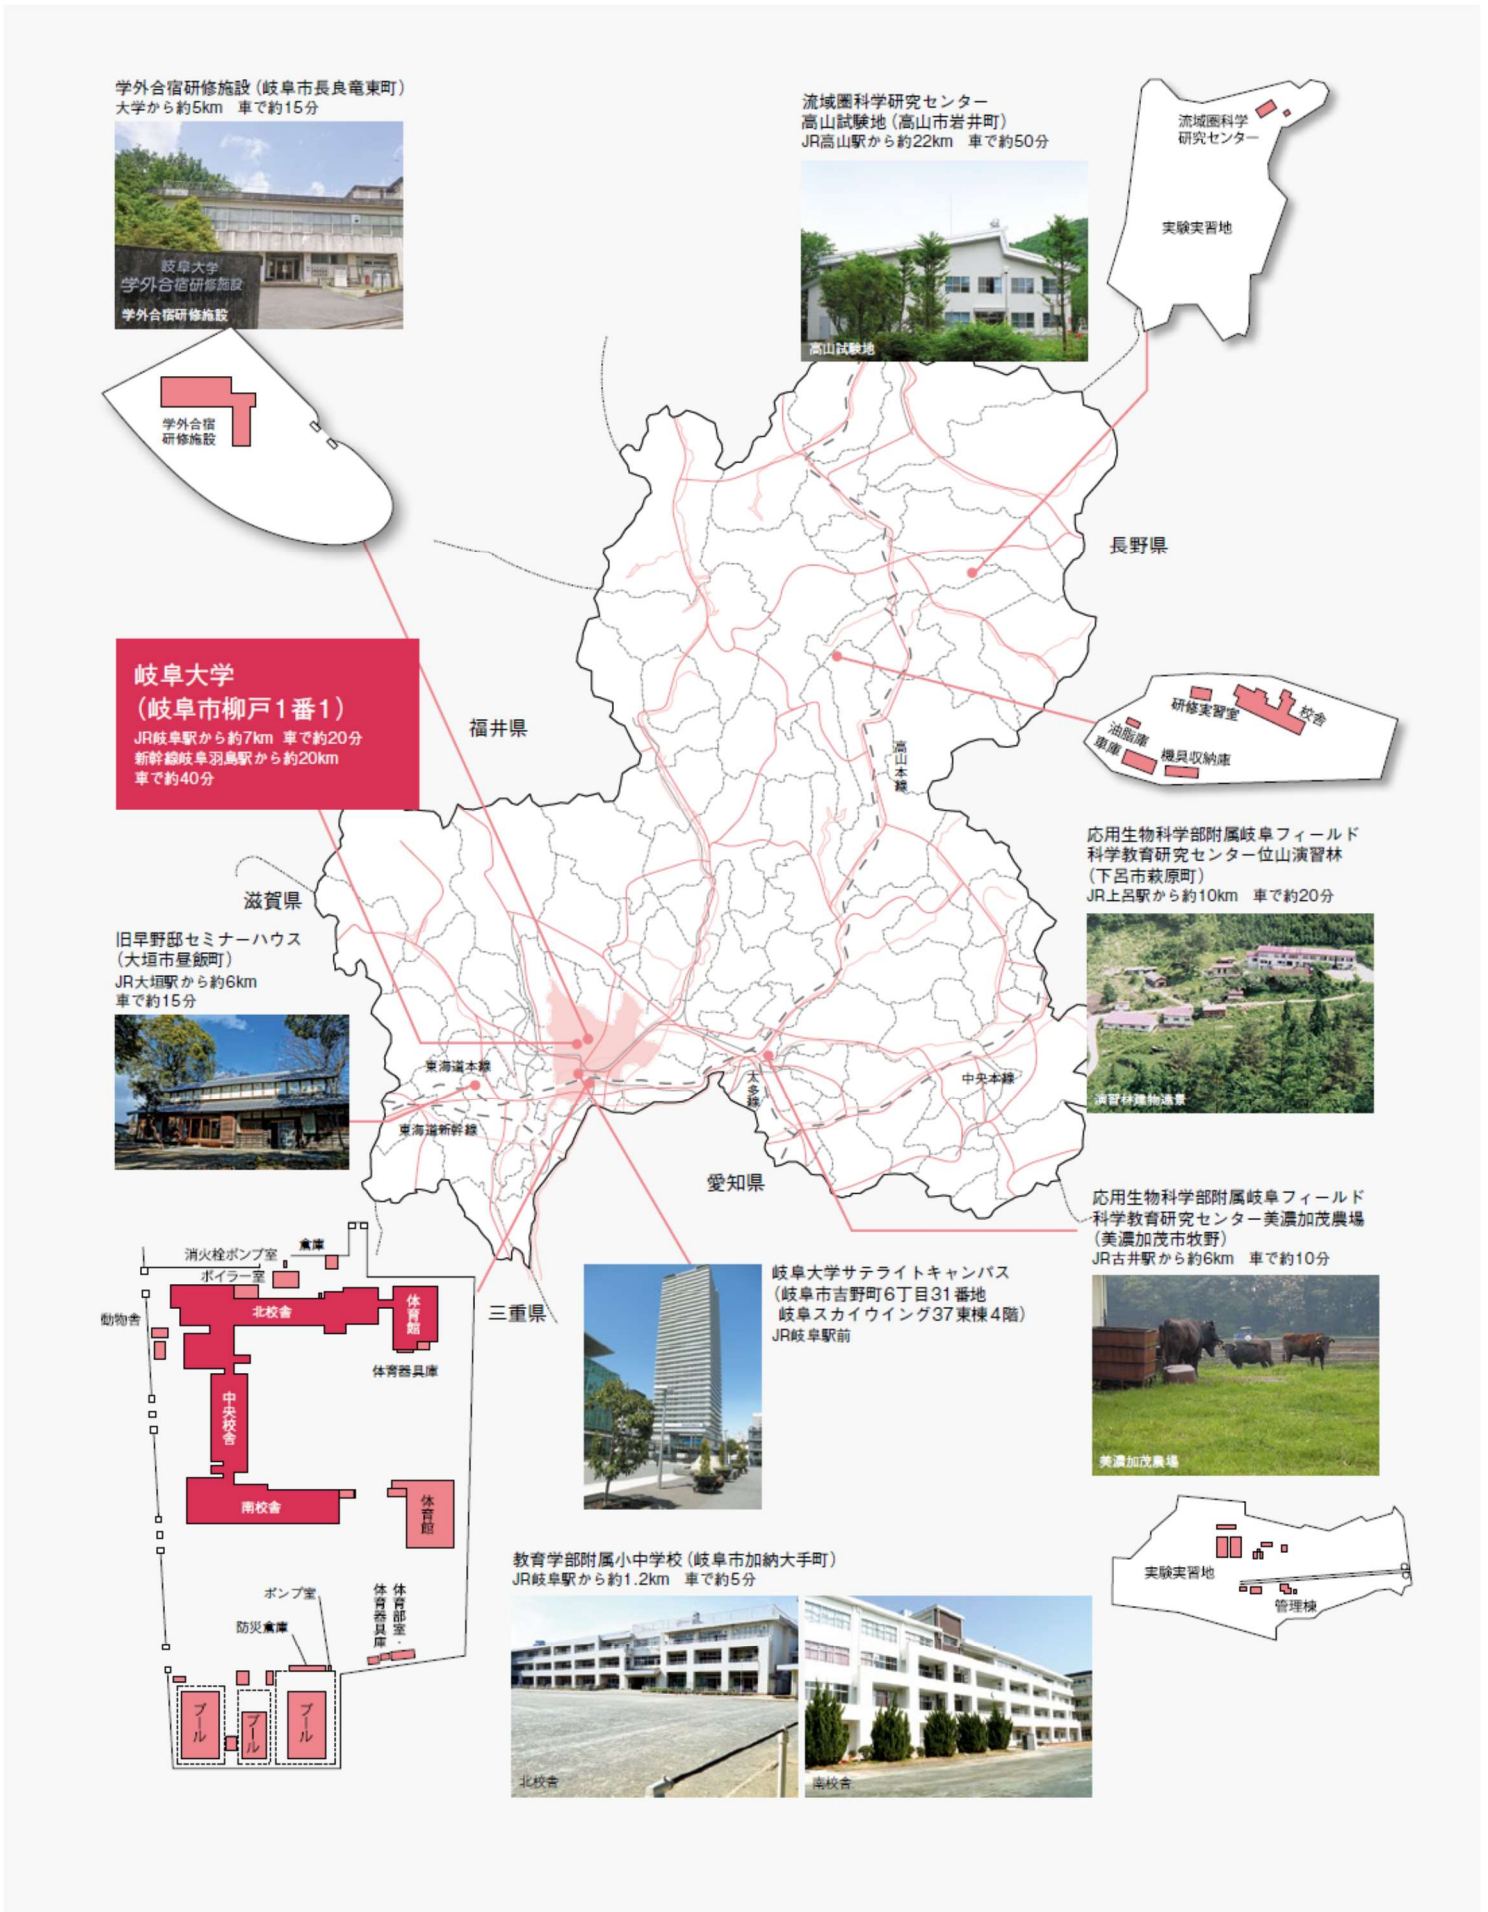 学外合宿研修施設（岐阜市長良竜東町）
大学から約5km　車で約15分
岐阜大学
学外合宿研修施設
学外合宿研修施設
学外合宿
研修施設
流域圏科学研究センター
高山試験地（高山市岩井町）
JR高山駅から約22km　車で約50分
高山試験地
流域圏科学
研究センター
実験実習地
長野県
岐阜大学
（岐阜市柳戸1番1）
JR岐阜駅から約7km　車で約20分
新幹線岐阜羽島駅から約20km
車で約40分
福井県
滋賀県
高山本線
研修実習室
校舎
油脂庫
車庫
機具収納庫
応用生物科学部附属岐阜フィールド
科学教育研究センター位山演習林
（下呂市萩原町）
JR上呂駅から約10km　車で約20分
演習林建物遠景
旧早野邸セミナーハウス
（大垣市昼飯町）
JR大垣駅から約6km
車で約15分
東海道本線
東海道新幹線
太多線
中央本線
愛知県
三重県
応用生物科学部附属岐阜フィールド
科学教育研究センター美濃加茂農場
（美濃加茂市牧野）
JR古井駅から約6km　車で約10分
美濃加茂農場
実験実習地
管理棟
岐阜大学サテライトキャンパス
（岐阜市吉野町6丁目31番地
岐阜スカイウイング37東棟4階）
JR岐阜駅前
消火栓ポンプ室
倉庫
ボイラー室
北校舎
体育館
動物舎
体育器具庫
中央校舎
南校舎
体育館
ポンプ室
防災倉庫
体育部室・
体育器具庫
プール
プール
プール
教育学部附属小中学校（岐阜市加納大手町）
JR岐阜駅から約1.2km　車で約5分
北校舎
南校舎